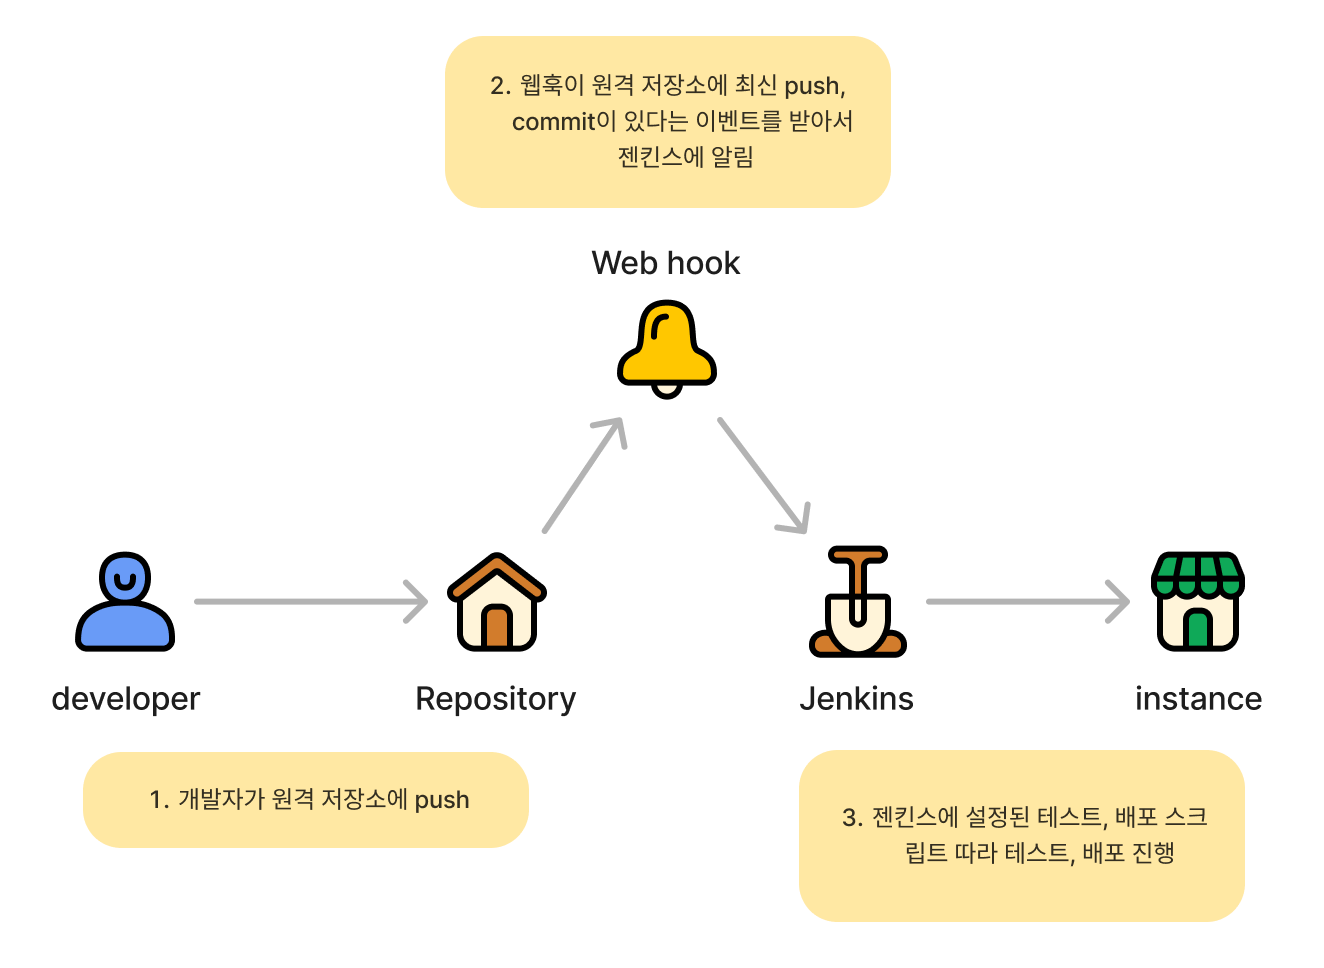 2. 웹훅이 원격 저장소에 최신 push,
commit이 있다는 이벤트를 받아서
젠킨스에 알림
Web hook
developer
Repository
Jenkins
instance
1. 개발자가 원격 저장소에 push
3. 젠킨스에 설정된 테스트, 배포 스크
립트 따라 테스트, 배포 진행